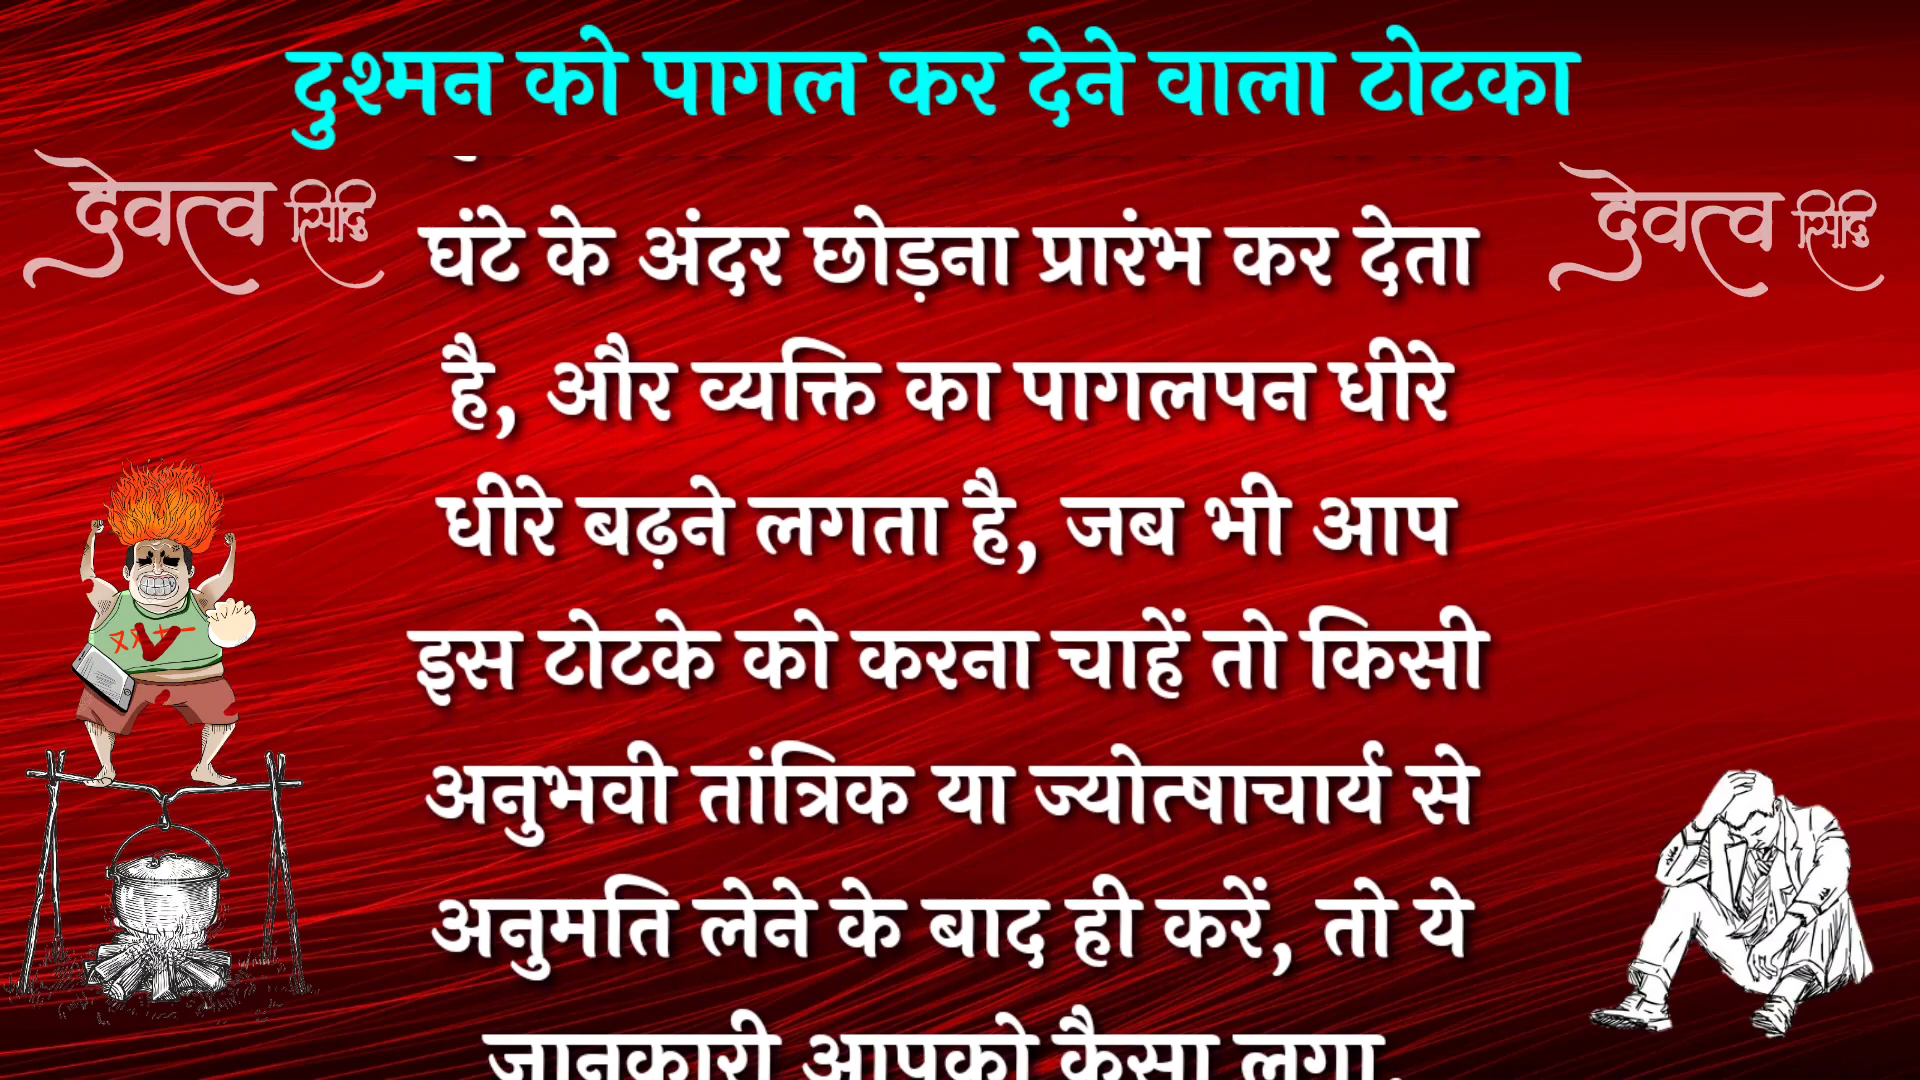 दुश्मन को पागल कर देने वाला टोटका
देवत्व सिद्धि
देवत्व सिद्धि
घंटे के अंदर छोड़ना प्रारंभ कर देता
है, और व्यक्ति का पागलपन धीरे
धीरे बढ़ने लगता है, जब भी आप
इस टोटके को करना चाहें तो किसी
अनुभवी तांत्रिक या ज्योत्षाचार्य से
अनुमति लेने के बाद ही करें, तो ये
जानकारी आपको कैसा लगा,